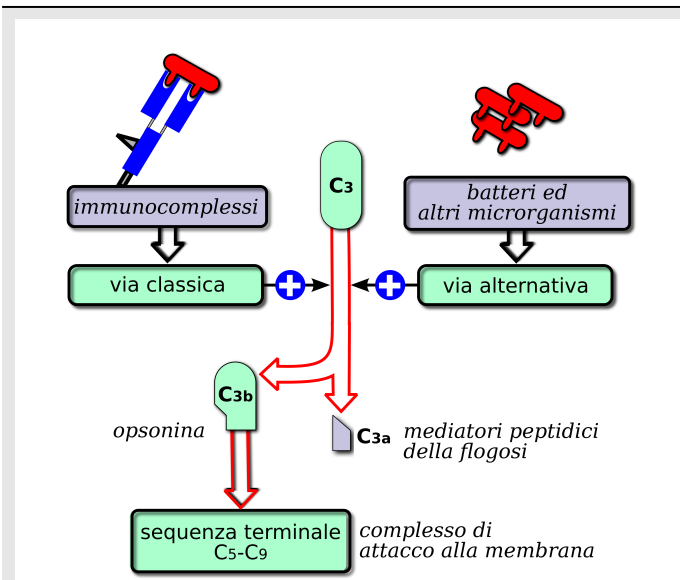 C3
immunocomplessi
batteri ed
altri microrganismi
via classica
via alternativa
C3b
opsonina
C3a
mediatori peptidici
della flogosi
sequenza terminale
C5-C9
complesso di
attacco alla membrana